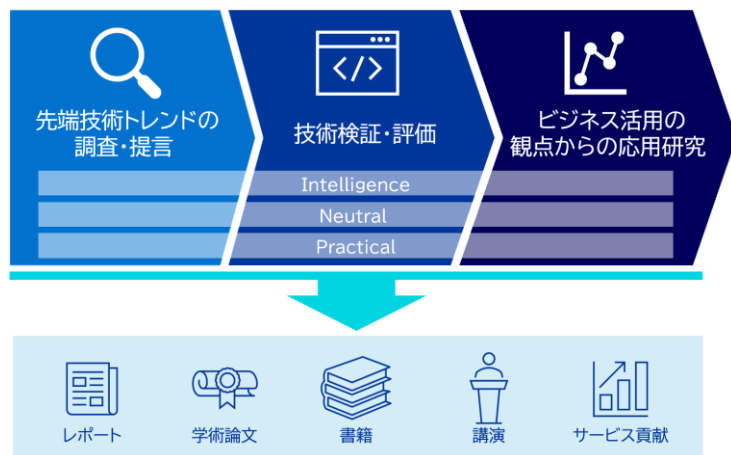 先端技術トレンドの
調査・提言
</>
技術検証・評価
ビジネス活用の
観点からの応用研究
Intelligence
Neutral
Practical
レポート
学術論文
書籍
講演
サービス貢献